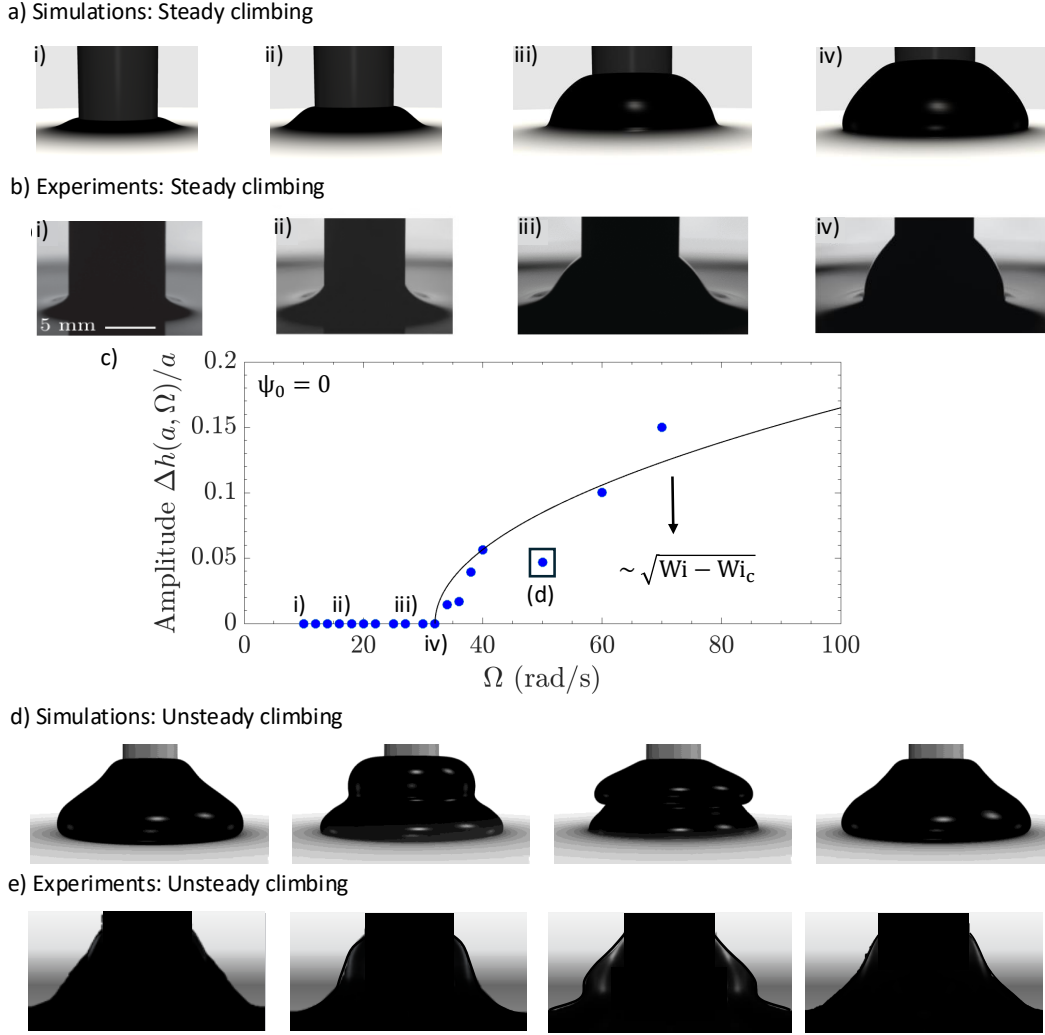 a) Simulations: Steady climbing
i)
ii)
iii)
iv)
b) Experiments: Steady climbing
i)
ii)
iii)
iv)
5 mm
c)
0.2
0.15
0.1
0.05
0
Amplitude Δh(a, Ω)/a
ψ₀ = 0
i)
ii)
iii)
iv)
(d)
~ √(Wi − Wi_c)
0
20
40
60
80
100
Ω (rad/s)
d) Simulations: Unsteady climbing
e) Experiments: Unsteady climbing